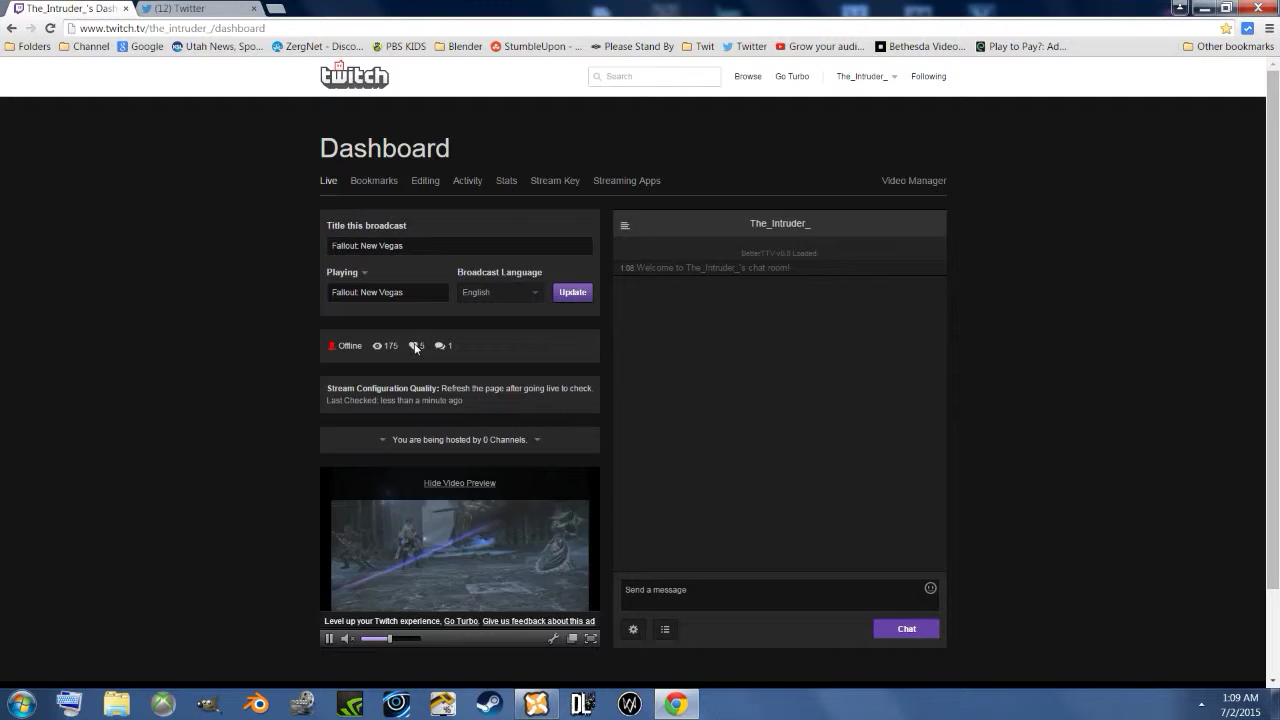 The_Intruder_'s Dash
(12) Twitter
www.twitch.tv/the_intruder_/dashboard
Folders
Channel
Google
Utah News, Spo...
ZergNet - Disco...
PBS KIDS
Blender
StumbleUpon - ...
Please Stand By
Twit
Twitter
Grow your audi...
Bethesda Video...
Play to Pay?: Ad...
Other bookmarks
twitch
Search
Browse
Go Turbo
The_Intruder_
Following
Dashboard
Live
Bookmarks
Editing
Activity
Stats
Stream Key
Streaming Apps
Video Manager
Title this broadcast
Fallout: New Vegas
Playing
Broadcast Language
Fallout: New Vegas
English
Update
Offline
175
5
1
Stream Configuration Quality: Refresh the page after going live to check.
Last Checked: less than a minute ago
You are being hosted by 0 Channels.
Hide Video Preview
Level up your Twitch experience, Go Turbo. Give us feedback about this ad
The_Intruder_
1:08 Welcome to The_Intruder_'s chat room!
Send a message
Chat
DL
1:09 AM
7/2/2015